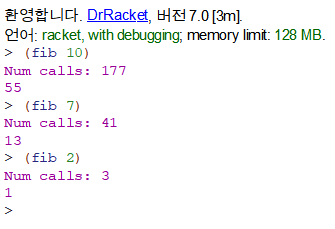 환영합니다. DrRacket, 버전 7.0 [3m].
언어: racket, with debugging; memory limit: 128 MB.
> (fib 10)
Num calls: 177
55
> (fib 7)
Num calls: 41
13
> (fib 2)
Num calls: 3
1
>